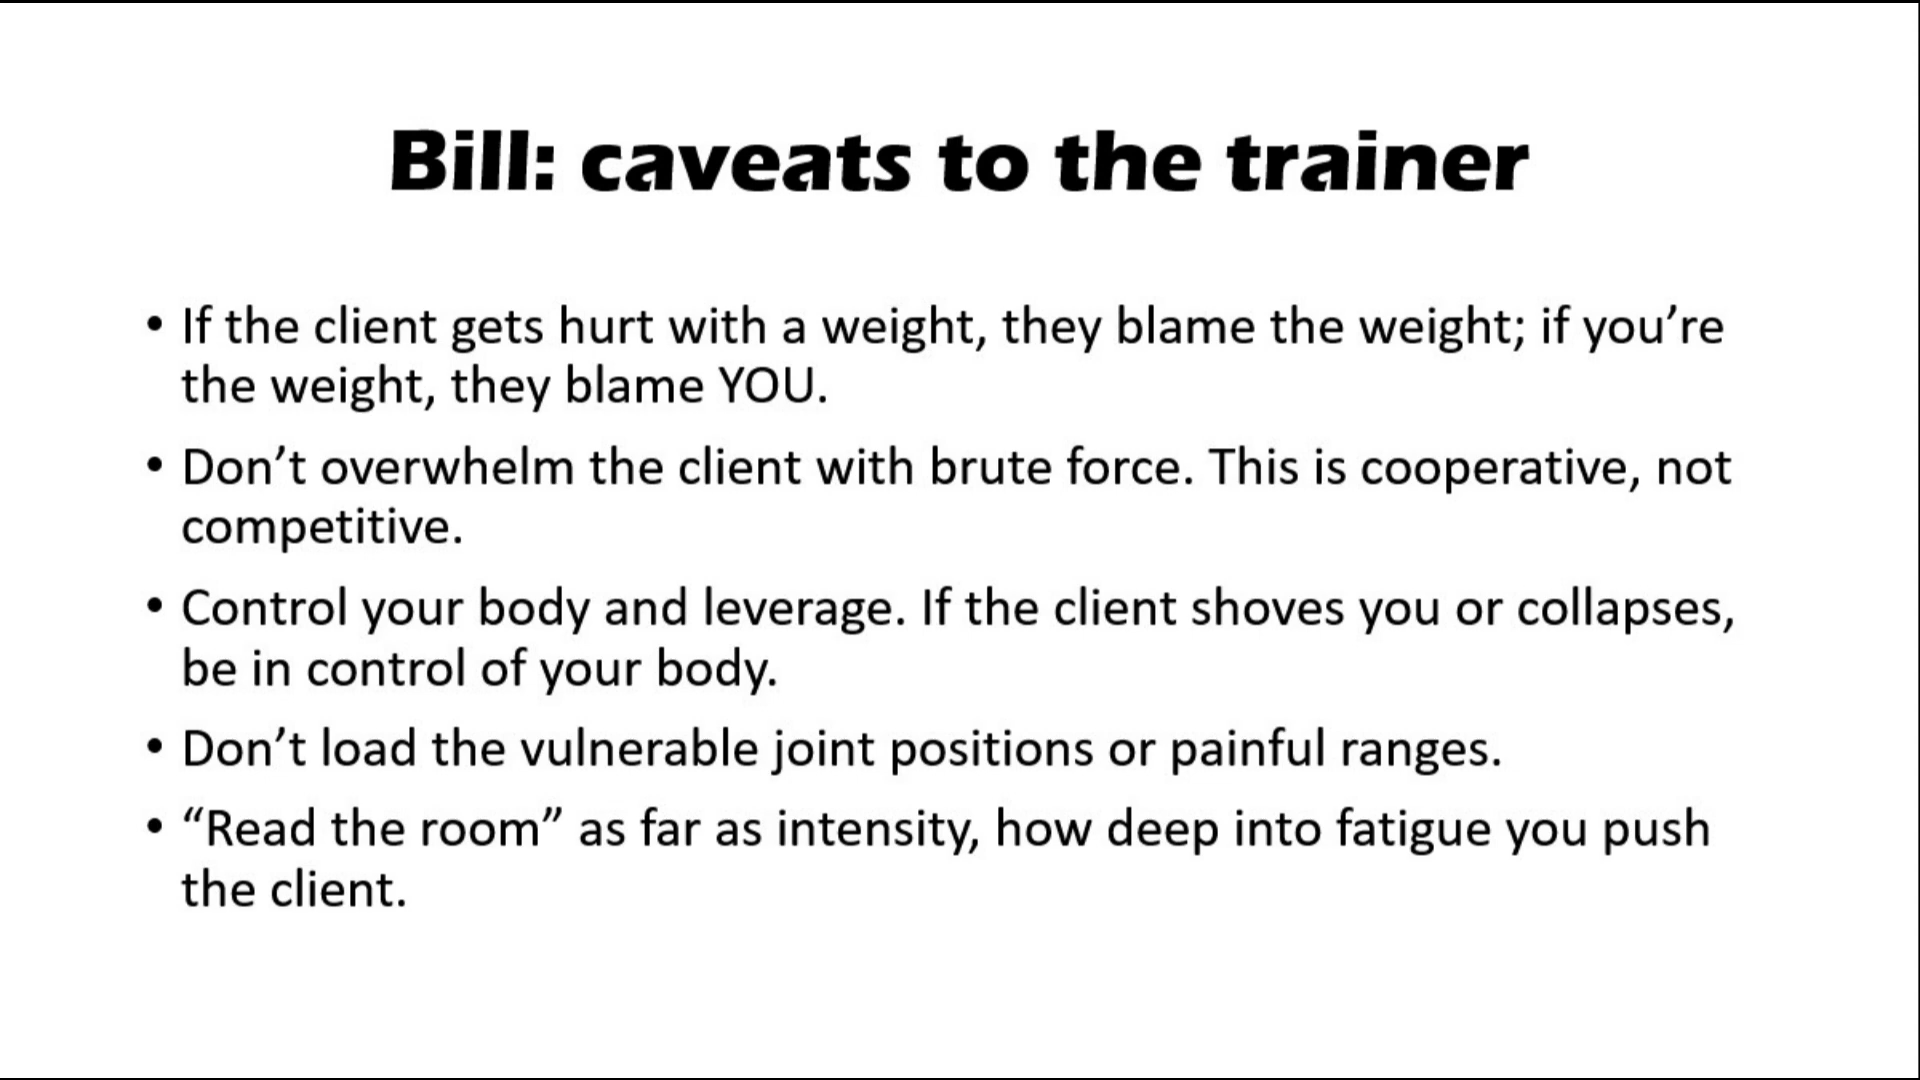 Bill: caveats to the trainer
• If the client gets hurt with a weight, they blame the weight; if you’re
the weight, they blame YOU.
• Don’t overwhelm the client with brute force. This is cooperative, not
competitive.
• Control your body and leverage. If the client shoves you or collapses,
be in control of your body.
• Don’t load the vulnerable joint positions or painful ranges.
• “Read the room” as far as intensity, how deep into fatigue you push
the client.